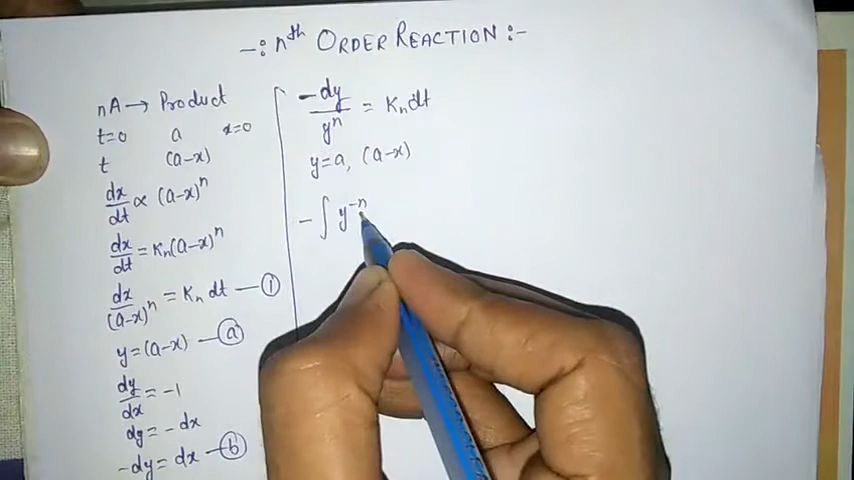 -: nth ORDER REACTION :-
nA → Product
t=0 a x=0
t (a-x)
dx/dt ∝ (a-x)^n
dx/dt = Kn(a-x)^n
dx/(a-x)^n = Kn dt — (i)
y=(a-x) — (a)
dy/dx = -1
dy = -dx
-dy = dx — (b)
-dy/y^n = Kn dt
y=a, (a-x)
- ∫ y^-n